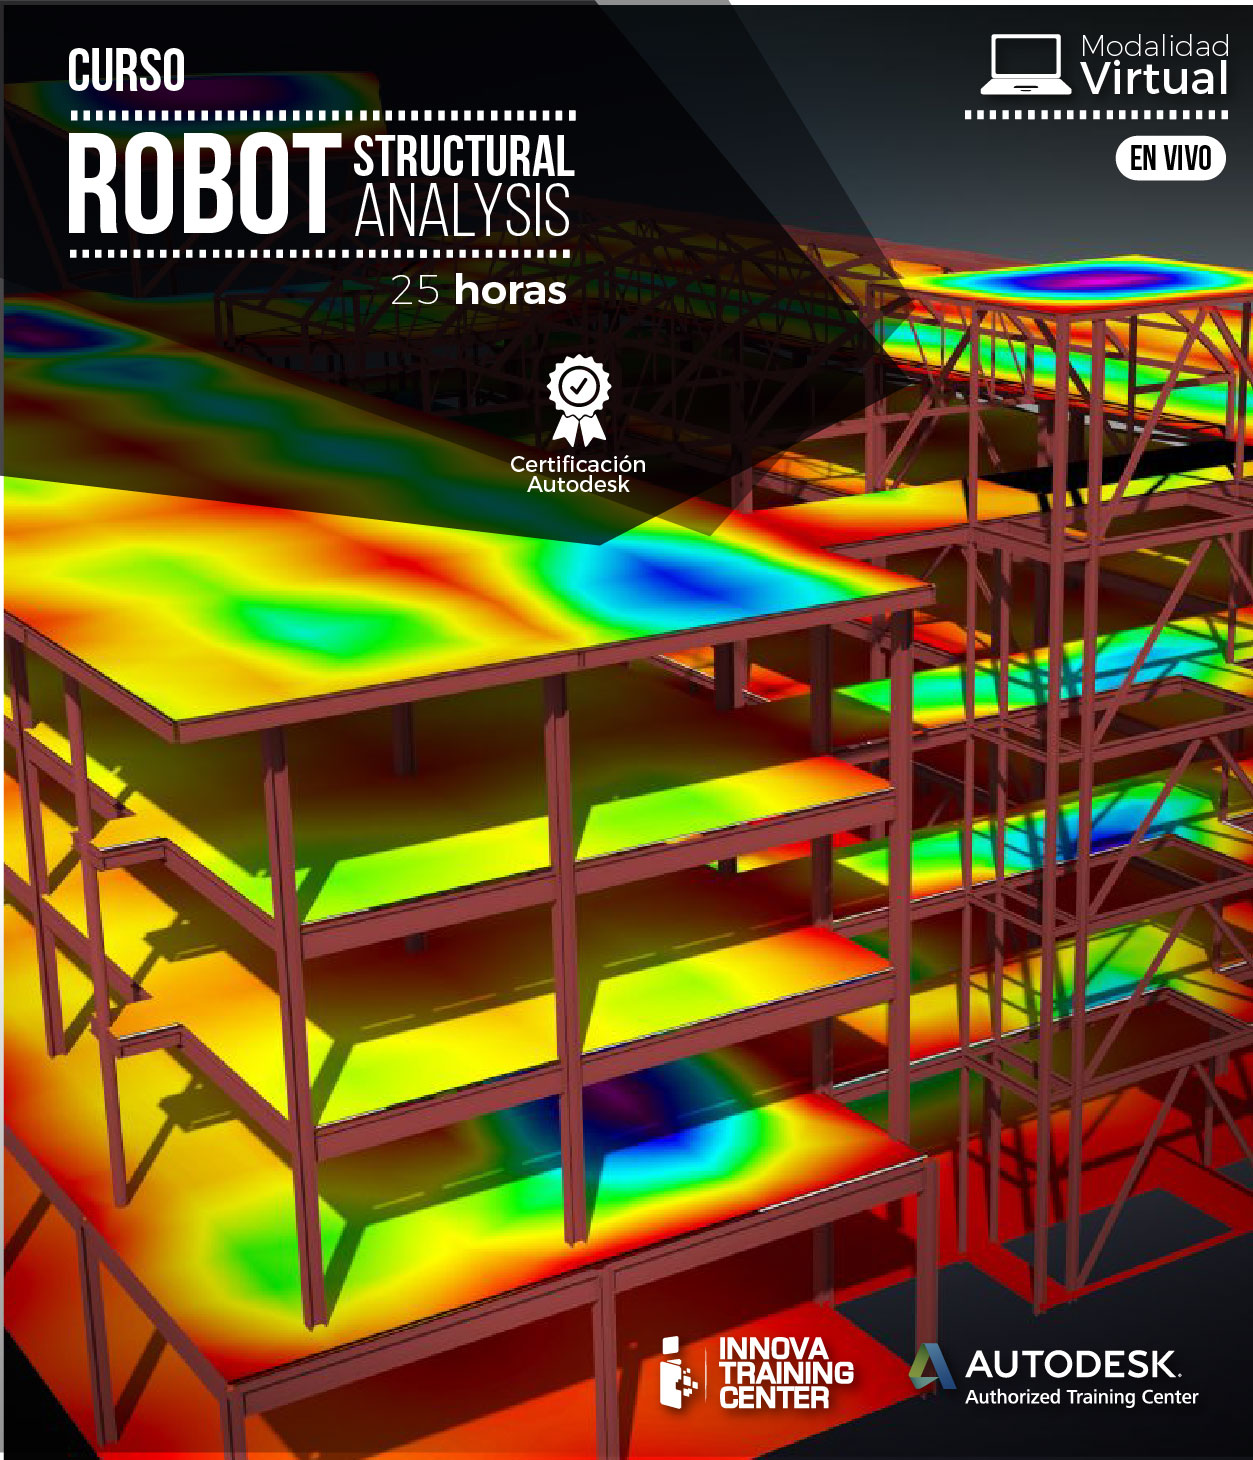 CURSO
ROBOT STRUCTURAL
ANALYSIS
25 horas
Modalidad
Virtual
EN VIVO
Certificación
Autodesk
INNOVA
TRAINING
CENTER
AUTODESK.
Authorized Training Center